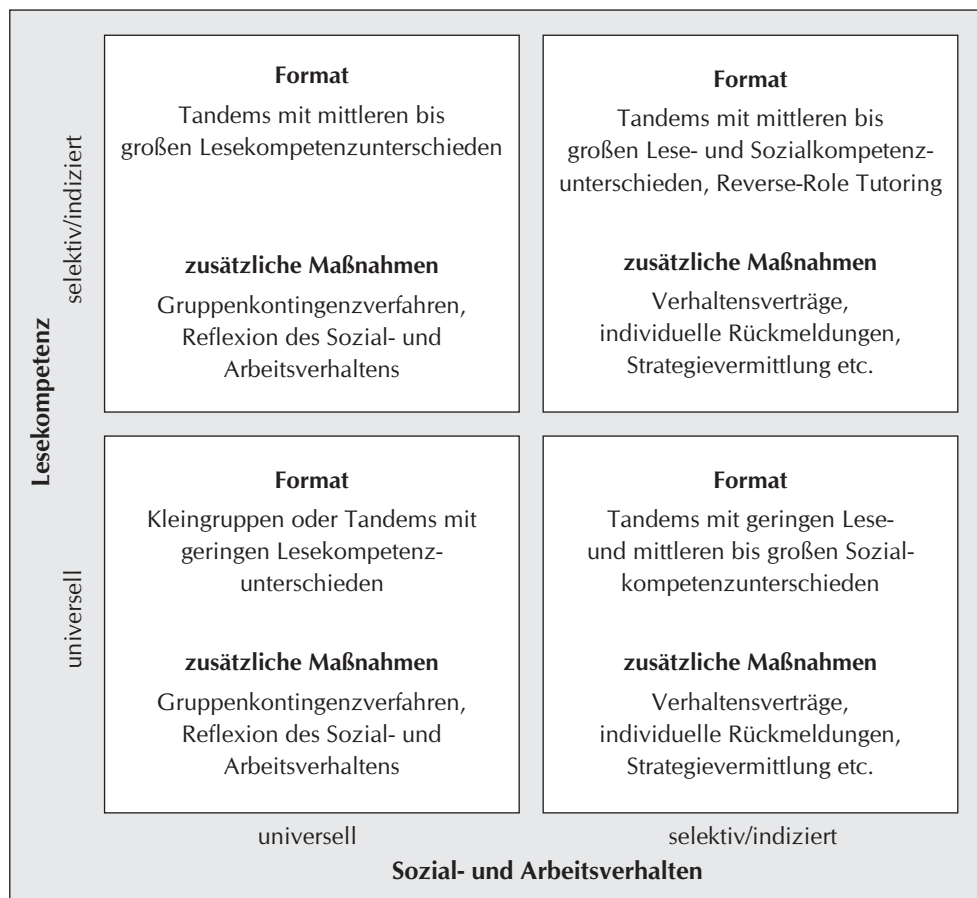 Lesekompetenz
selektiv/indiziert
Format
Tandems mit mittleren bis
großen Lesekompetenzunterschieden
zusätzliche Maßnahmen
Gruppenkontingenzverfahren,
Reflexion des Sozial- und
Arbeitsverhaltens
Format
Tandems mit mittleren bis
großen Lese- und Sozialkompetenz-
unterschieden, Reverse-Role Tutoring
zusätzliche Maßnahmen
Verhaltensverträge,
individuelle Rückmeldungen,
Strategievermittlung etc.
universell
Format
Kleingruppen oder Tandems mit
geringen Lesekompetenz-
unterschieden
zusätzliche Maßnahmen
Gruppenkontingenzverfahren,
Reflexion des Sozial- und
Arbeitsverhaltens
Format
Tandems mit geringen Lese-
und mittleren bis großen Sozial-
kompetenzunterschieden
zusätzliche Maßnahmen
Verhaltensverträge,
individuelle Rückmeldungen,
Strategievermittlung etc.
universell
selektiv/indiziert
Sozial- und Arbeitsverhalten